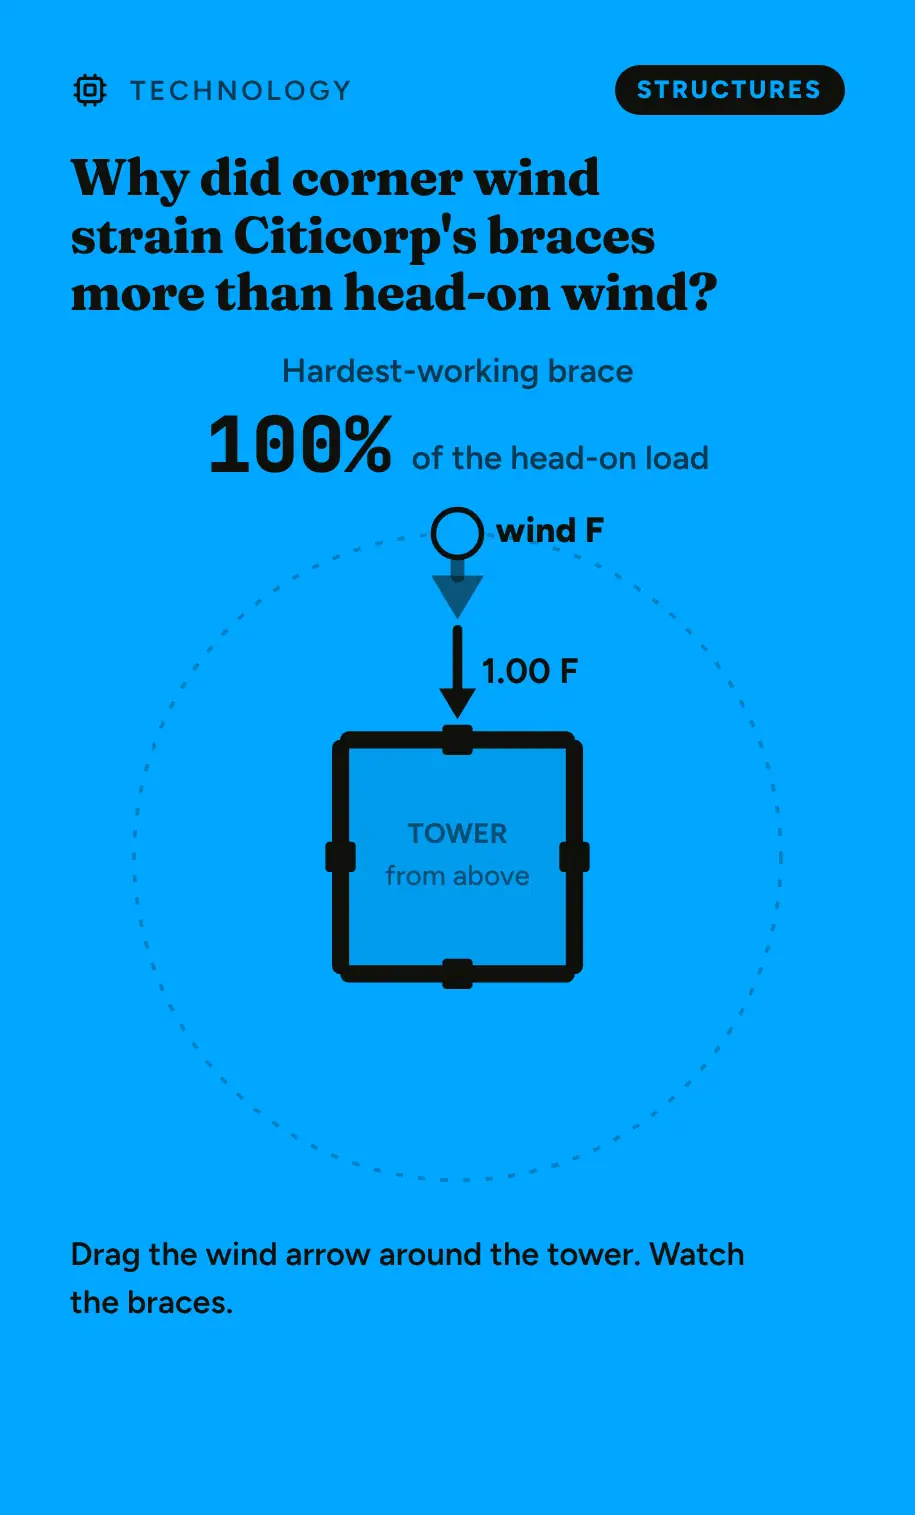 TECHNOLOGY
STRUCTURES
Why did corner wind
strain Citicorp's braces
more than head-on wind?
Hardest-working brace
100% of the head-on load
wind F
1.00 F
TOWER
from above
Drag the wind arrow around the tower. Watch
the braces.